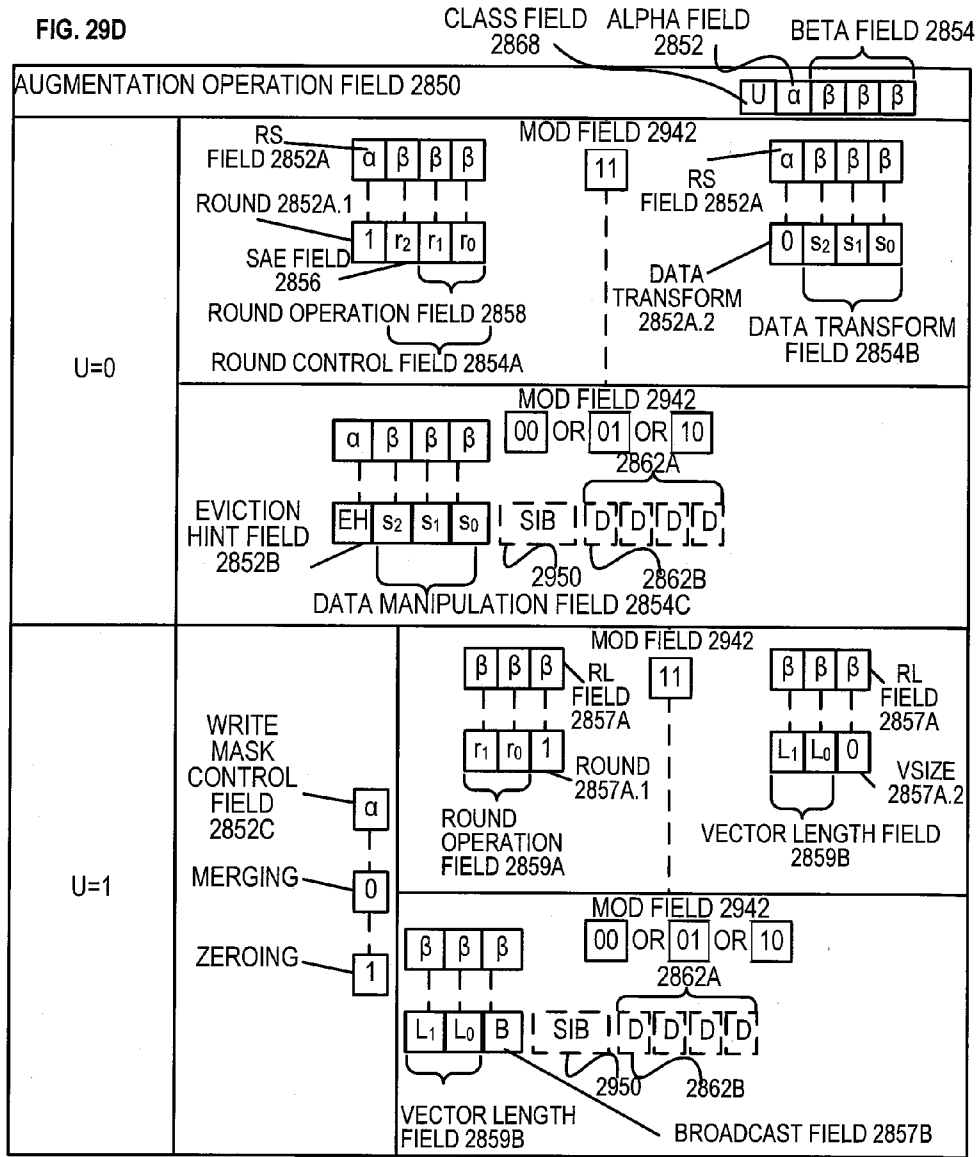 FIG. 29D
CLASS FIELD 2868
ALPHA FIELD 2852
BETA FIELD 2854
AUGMENTATION OPERATION FIELD 2850
U α β β β
U=0
MOD FIELD 2942
11
RS FIELD 2852A
α β β β
ROUND 2852A.1
1 r2 r1 r0
SAE FIELD 2856
ROUND OPERATION FIELD 2858
ROUND CONTROL FIELD 2854A
α β β β
RS FIELD 2852A
0 s2 s1 s0
DATA TRANSFORM 2852A.2
DATA TRANSFORM FIELD 2854B
MOD FIELD 2942
00 OR 01 OR 10
α β β β
2862A
EVICTION HINT FIELD 2852B
EH s2 s1 s0
SIB
D D D D
2950
2862B
DATA MANIPULATION FIELD 2854C
U=1
WRITE MASK CONTROL FIELD 2852C
α
MERGING
0
ZEROING
1
MOD FIELD 2942
11
β β β
RL FIELD 2857A
r1 r0 1
ROUND 2857A.1
ROUND OPERATION FIELD 2859A
β β β
RL FIELD 2857A
L1 L0 0
VSIZE 2857A.2
VECTOR LENGTH FIELD 2859B
MOD FIELD 2942
00 OR 01 OR 10
β β β
2862A
L1 L0 B
SIB
D D D D
2950
2862B
VECTOR LENGTH FIELD 2859B
BROADCAST FIELD 2857B